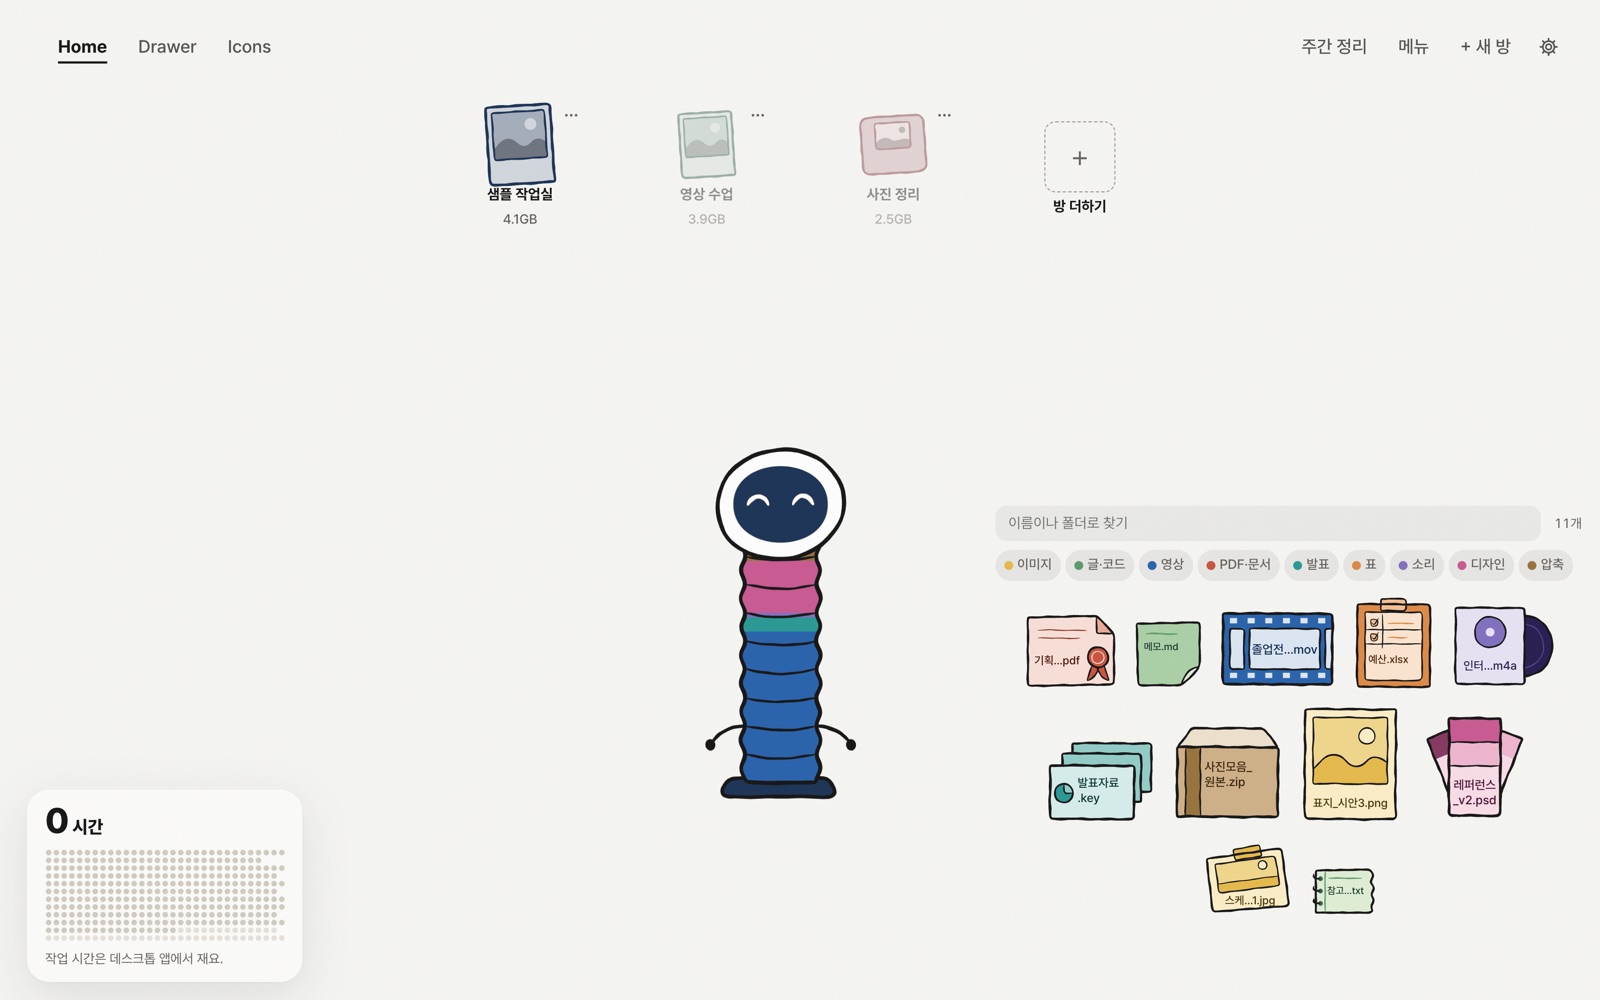 Home Drawer Icons 주간 정리 메뉴 + 새 방
샘플 작업실 영상 수업 사진 정리 방 더하기
4.1GB 3.9GB 2.5GB
이름이나 폴더로 찾기 11개
이미지 글·코드 영상 PDF·문서 발표 표 소리 디자인 압축
기획...pdf 메모.md 졸업전...mov 예산.xlsx 인터...m4a
발표자료
.key
사진모음_
원본.zip
표지_시안3.png
레퍼런스
_v2.psd
스케...1.jpg 참고...txt
0 시간
작업 시간은 데스크톱 앱에서 재요.